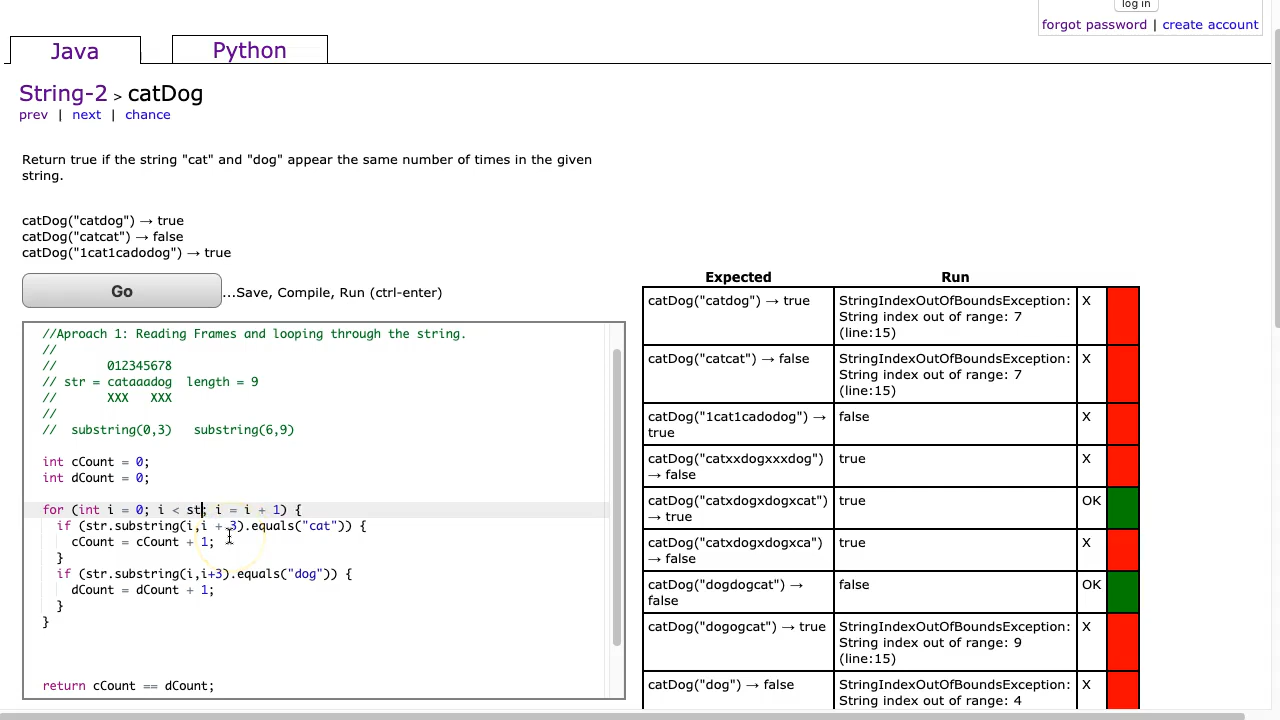 log in
forgot password | create account
Java
Python
String-2 > catDog
prev | next | chance
Return true if the string "cat" and "dog" appear the same number of times in the given
string.
catDog("catdog") → true
catDog("catcat") → false
catDog("1cat1cadodog") → true
Go
...Save, Compile, Run (ctrl-enter)
//Aproach 1: Reading Frames and looping through the string.
//
// 012345678
// str = cataaadog length = 9
// XXX XXX
//
// substring(0,3) substring(6,9)
int cCount = 0;
int dCount = 0;
for (int i = 0; i < st; i = i + 1) {
if (str.substring(i,i + 3).equals("cat")) {
cCount = cCount + 1;
}
if (str.substring(i,i+3).equals("dog")) {
dCount = dCount + 1;
}
}
return cCount == dCount;
Expected Run
catDog("catdog") → true StringIndexOutOfBoundsException: X
String index out of range: 7
(line:15)
catDog("catcat") → false StringIndexOutOfBoundsException: X
String index out of range: 7
(line:15)
catDog("1cat1cadodog") → false X
true
catDog("catxxdogxxxdog") true X
→ false
catDog("catxdogxdogxcat") true OK
→ true
catDog("catxdogxdogxca") true X
→ false
catDog("dogdogcat") → false OK
false
catDog("dogogcat") → true StringIndexOutOfBoundsException: X
String index out of range: 9
(line:15)
catDog("dog") → false StringIndexOutOfBoundsException: X
String index out of range: 4